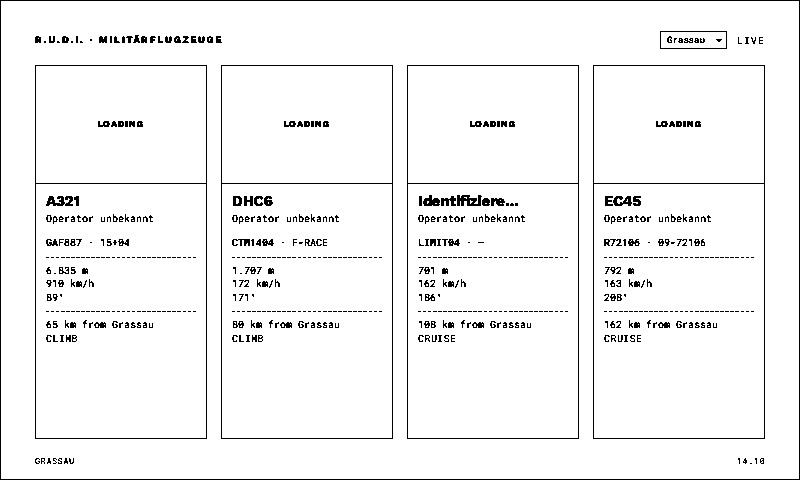 R.U.D.I. · MILITÄRFLUGZEUGE
Grassau
LIVE
LOADING
A321
Operator unbekannt
GAF887 · 15+04
6.835 m
910 km/h
89°
65 km from Grassau
CLIMB
LOADING
DHC6
Operator unbekannt
CTM1404 · F-RACE
1.707 m
172 km/h
171°
80 km from Grassau
CLIMB
LOADING
Identifiziere...
Operator unbekannt
LIMIT04 · —
701 m
162 km/h
186°
108 km from Grassau
CRUISE
LOADING
EC45
Operator unbekannt
R72106 · 09-72106
792 m
163 km/h
208°
162 km from Grassau
CRUISE
GRASSAU
14.10